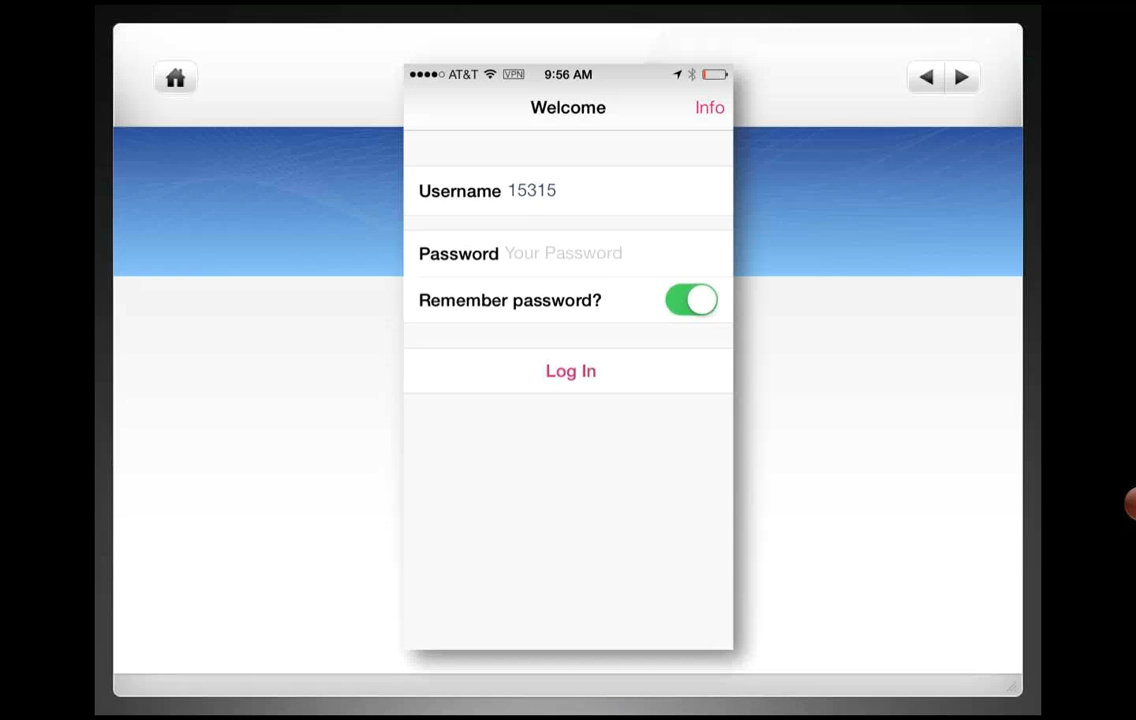 AT&T VPN 9:56 AM
Welcome Info
Username 15315
Password Your Password
Remember password?
Log In